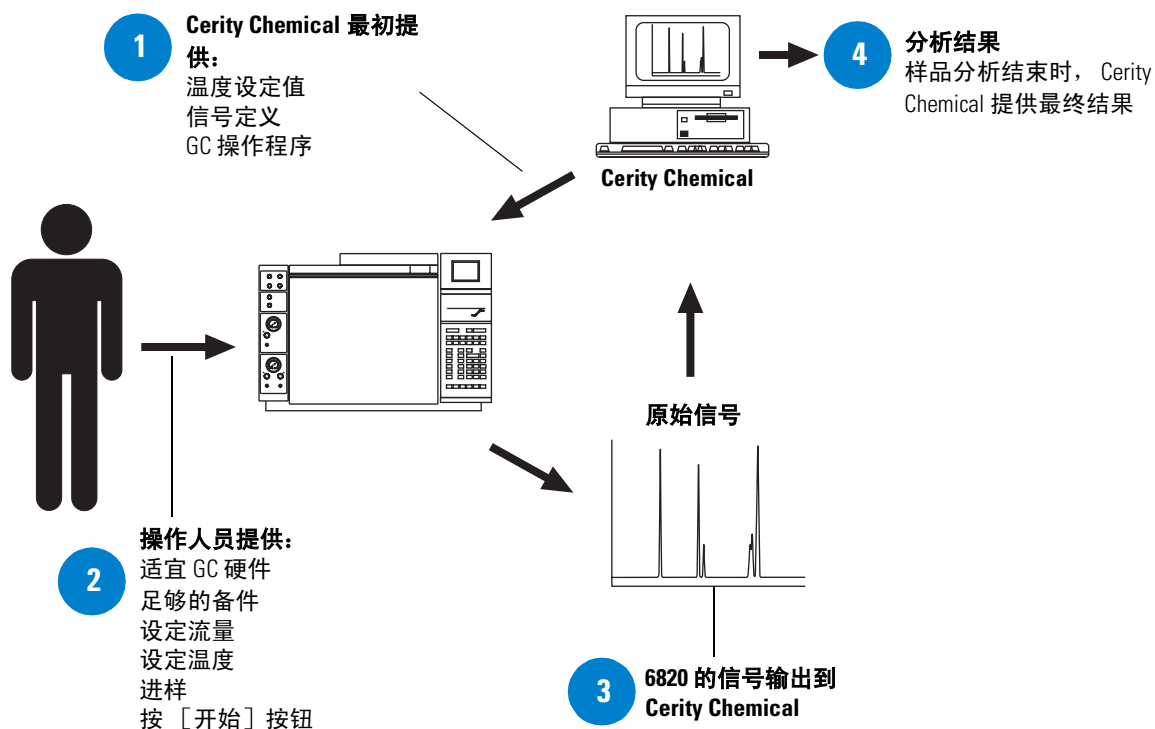 1
Cerity Chemical 最初提
供：
温度设定值
信号定义
GC 操作程序
4
分析结果
样品分析结束时， Cerity
Chemical 提供最终结果
Cerity Chemical
原始信号
2
操作人员提供：
适宜 GC 硬件
足够的备件
设定流量
设定温度
进样
按 ［开始］按钮
3
6820 的信号输出到
Cerity Chemical